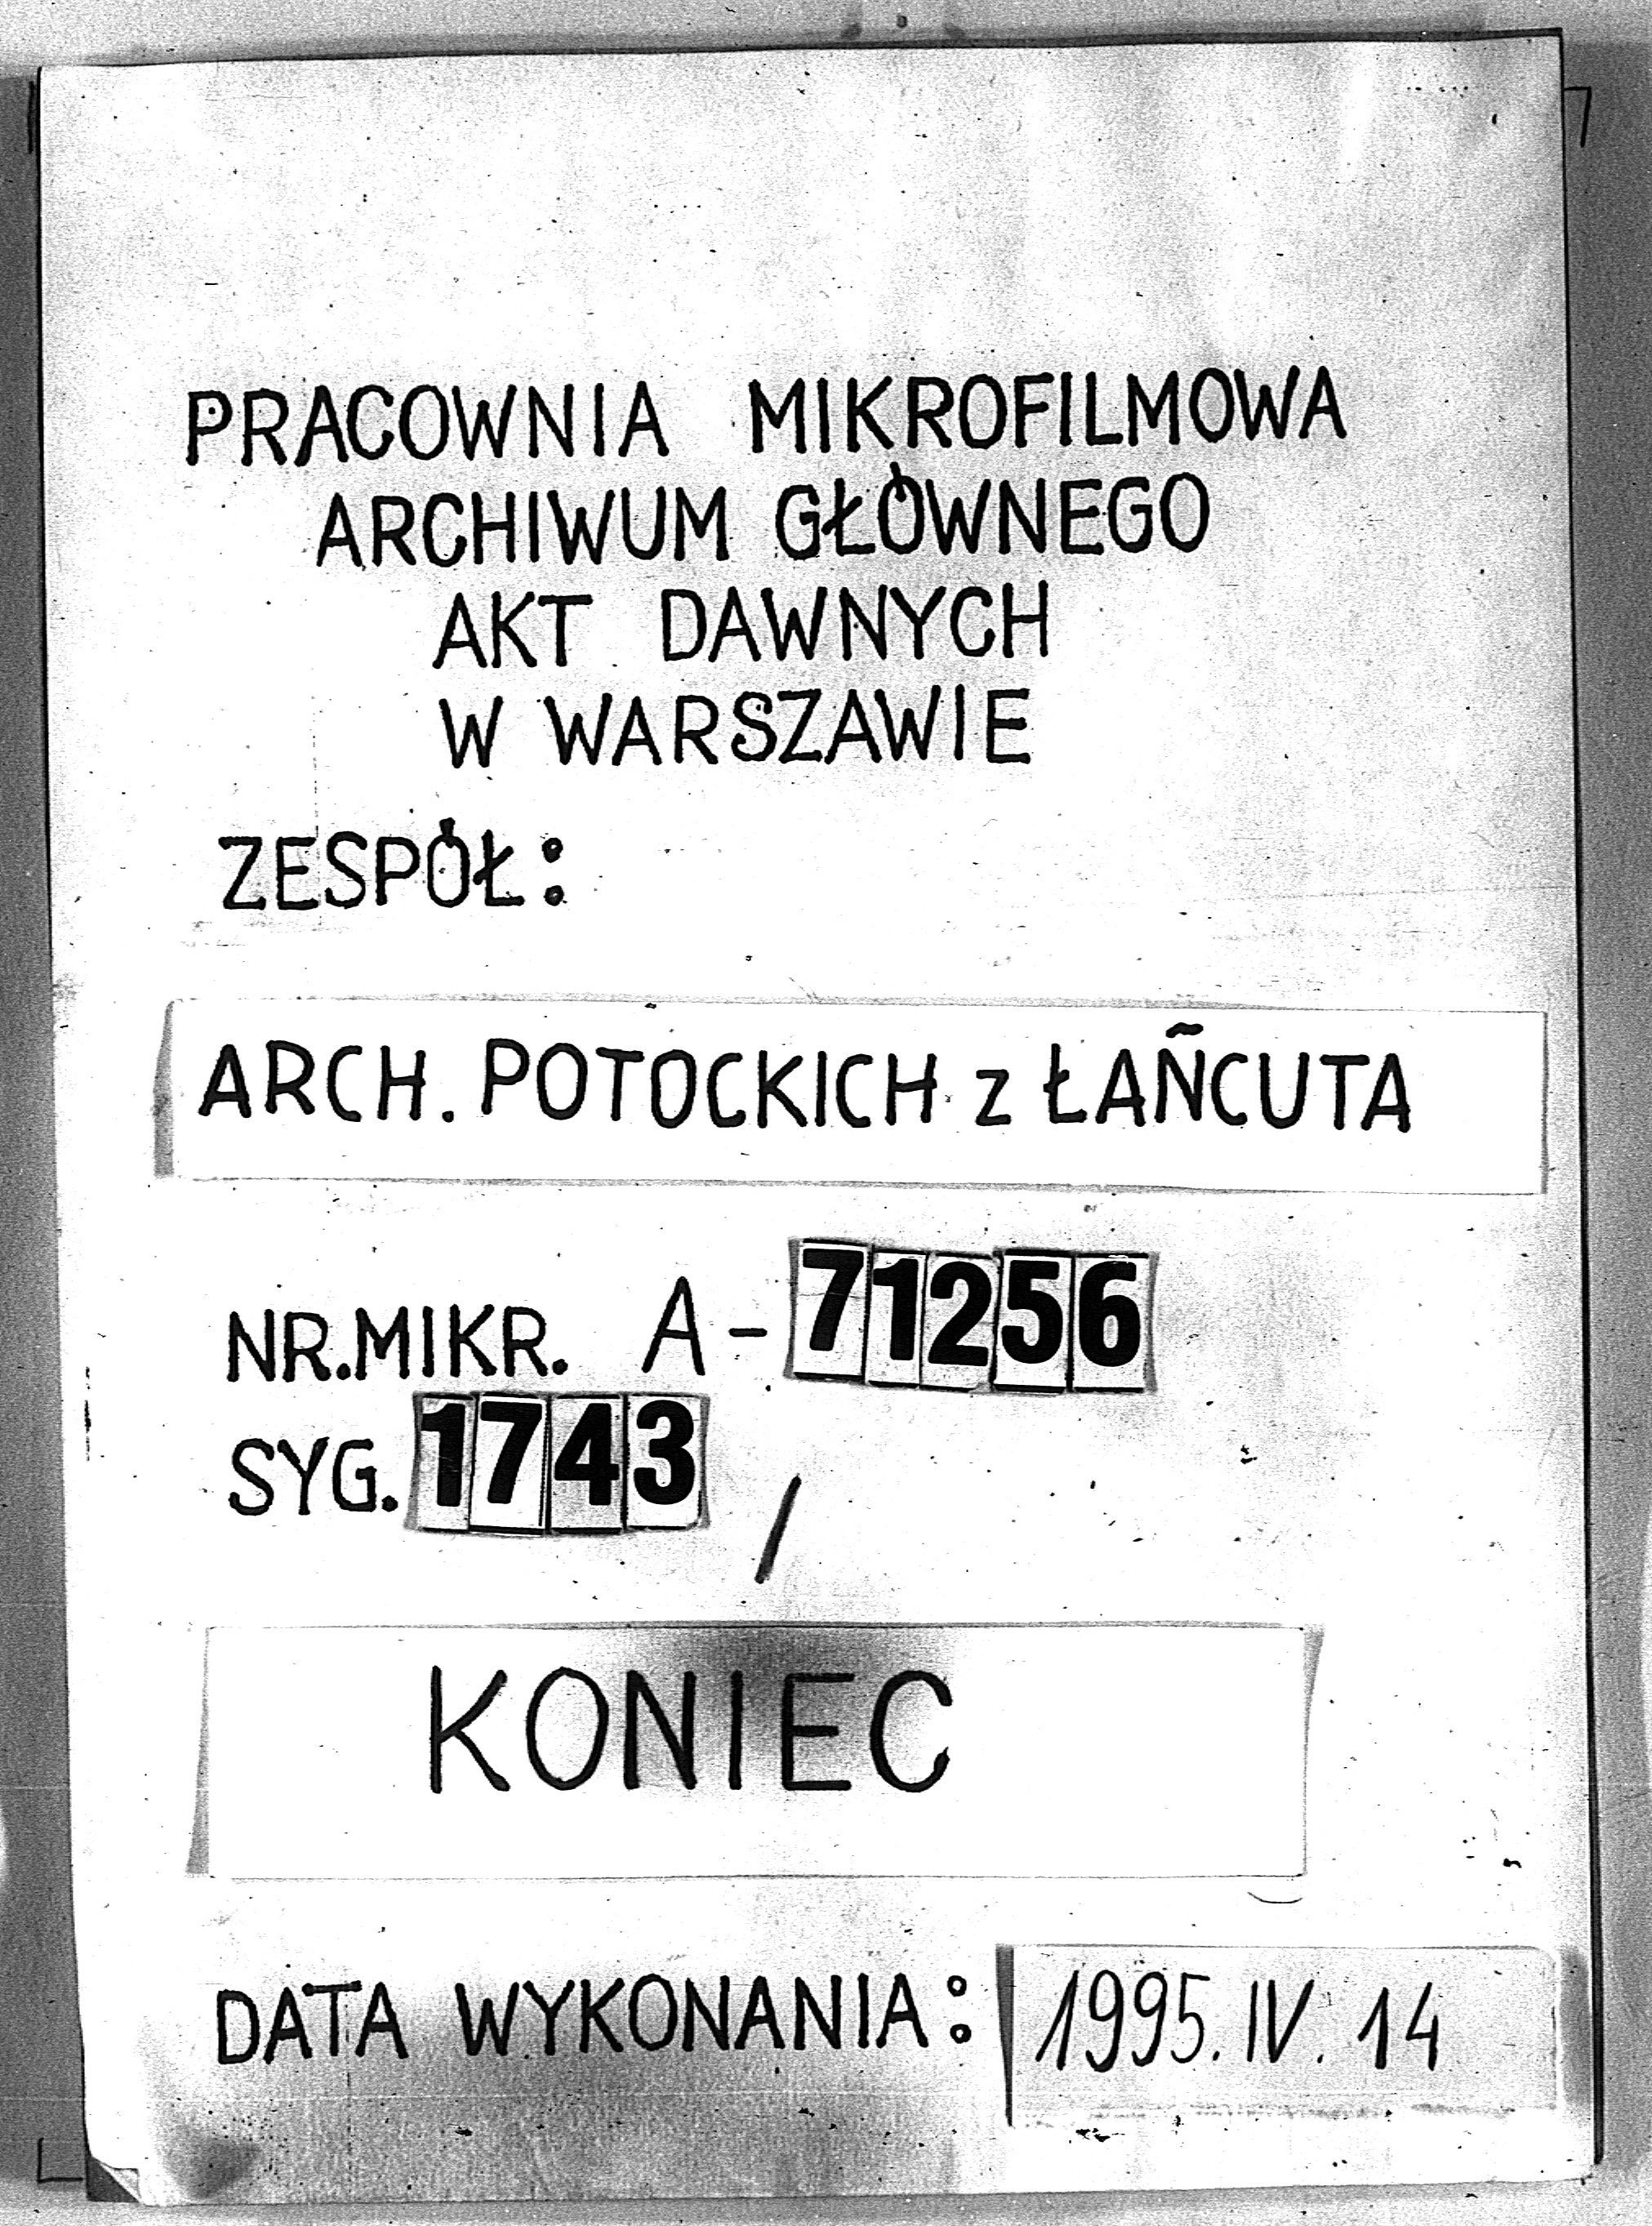 PRACOWNIA MIKROFILMOWA
ARCHIWUM GŁÓWNEGO
AKT DAWNYCH
W WARSZAWIE
ZESPÓŁ:
ARCH. POTOCKICH z ŁAŃCUTA
NR.MIKR. A-71256
SYG. 1743 /
KONIEC
DATA WYKONANIA: 1995.IV.14